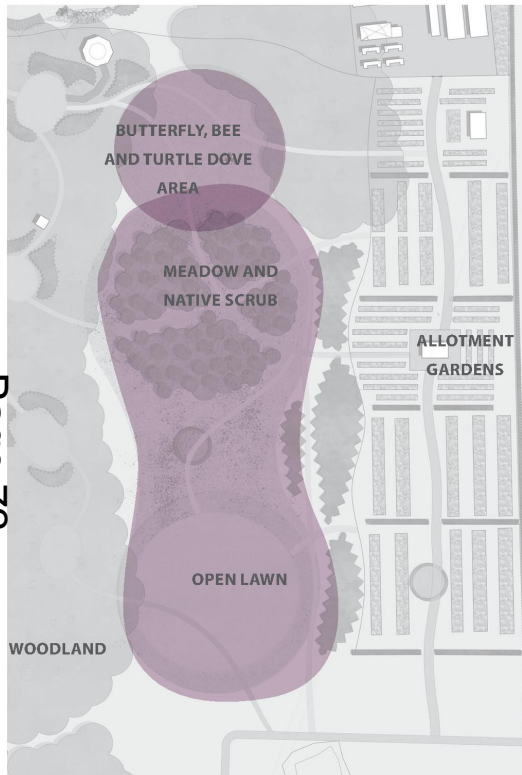 BUTTERFLY, BEE
AND TURTLE DOVE
AREA
MEADOW AND
NATIVE SCRUB
ALLOTMENT
GARDENS
OPEN LAWN
WOODLAND